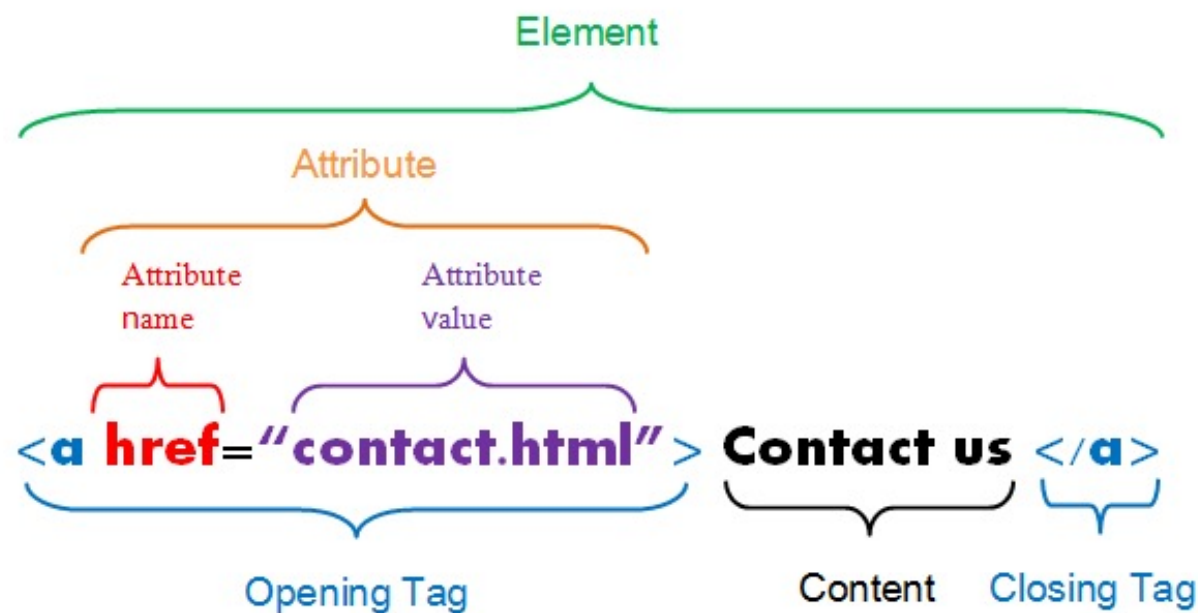 Element
Attribute
Attribute
name
Attribute
value
<a href=“contact.html”> Contact us </a>
Opening Tag
Content
Closing Tag